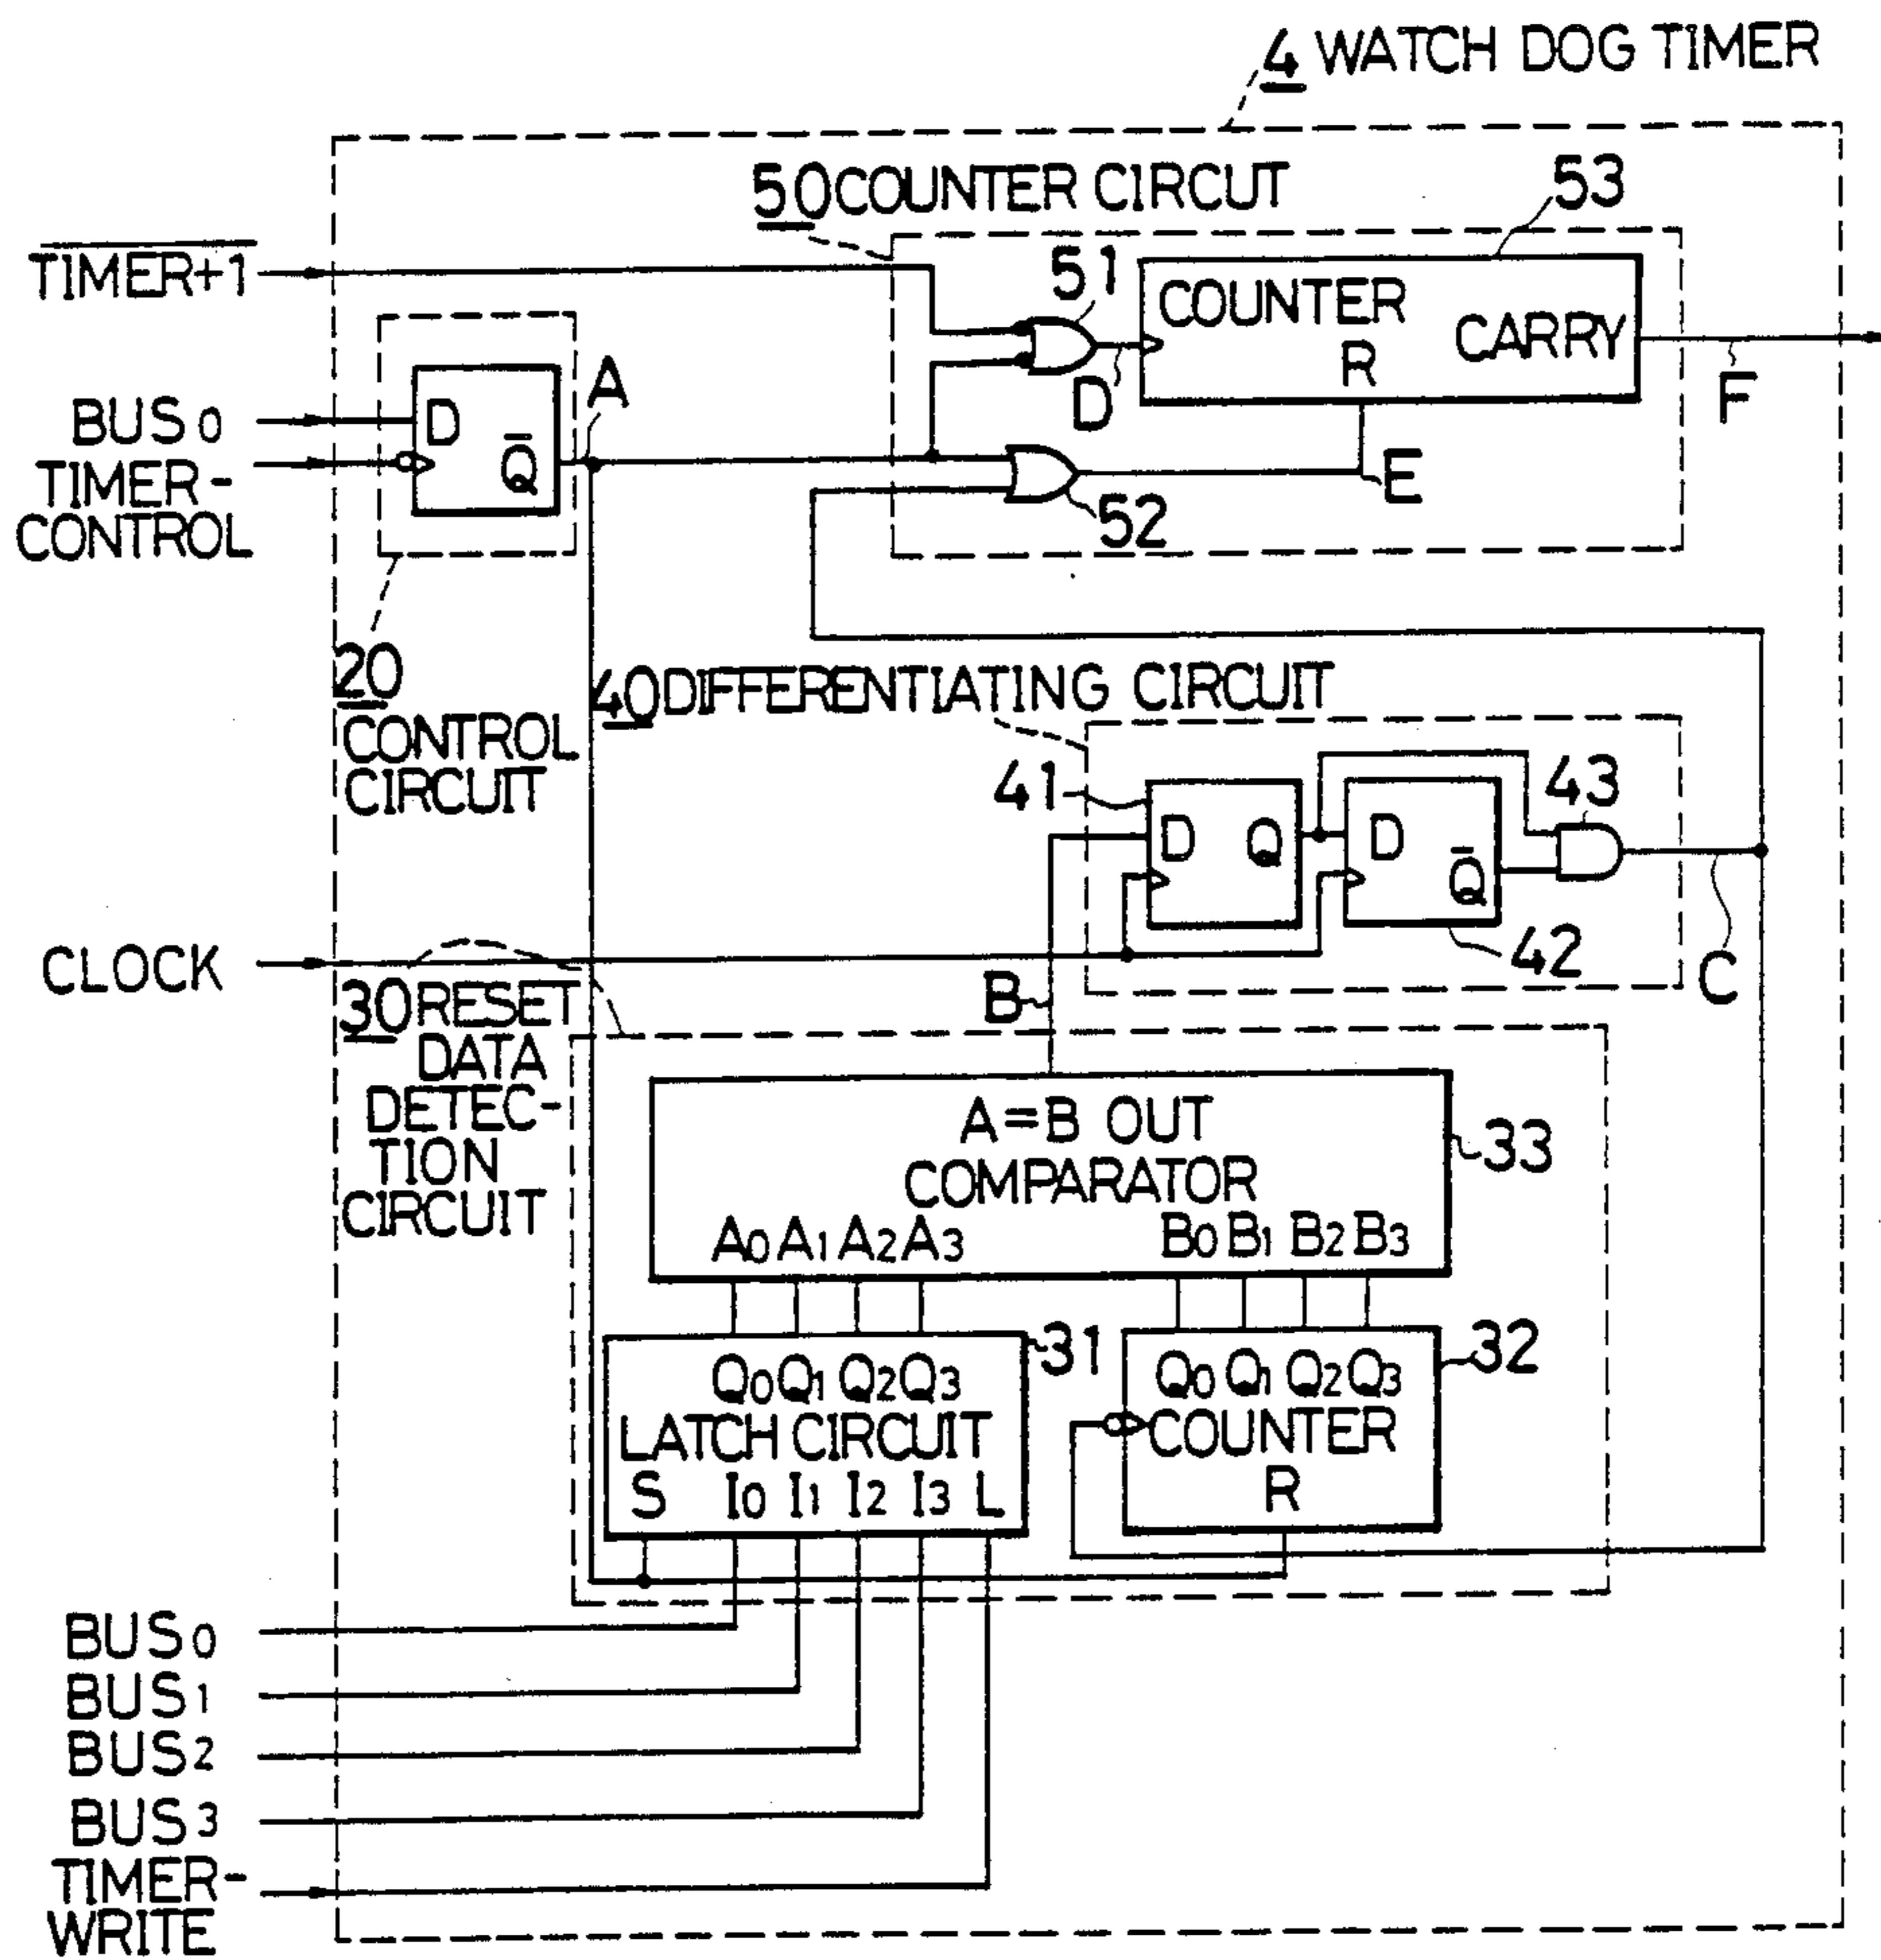 4 WATCH DOG TIMER
50 COUNTER CIRCUT
53
TIMER+1
51
COUNTER
R
CARRY
D
F
A
BUS0
D
Q̅
TIMER-
CONTROL
E
52
20
CONTROL
CIRCUIT
40 DIFFERENTIATING CIRCUIT
41
43
D Q
D Q̅
42
C
CLOCK
B
30 RESET
DATA
DETEC-
TION
CIRCUIT
A=B OUT
COMPARATOR
33
A0 A1 A2 A3
B0 B1 B2 B3
31
32
Q0 Q1 Q2 Q3
LATCH CIRCUIT
S I0 I1 I2 I3 L
Q0 Q1 Q2 Q3
COUNTER
R
BUS0
BUS1
BUS2
BUS3
TIMER-
WRITE